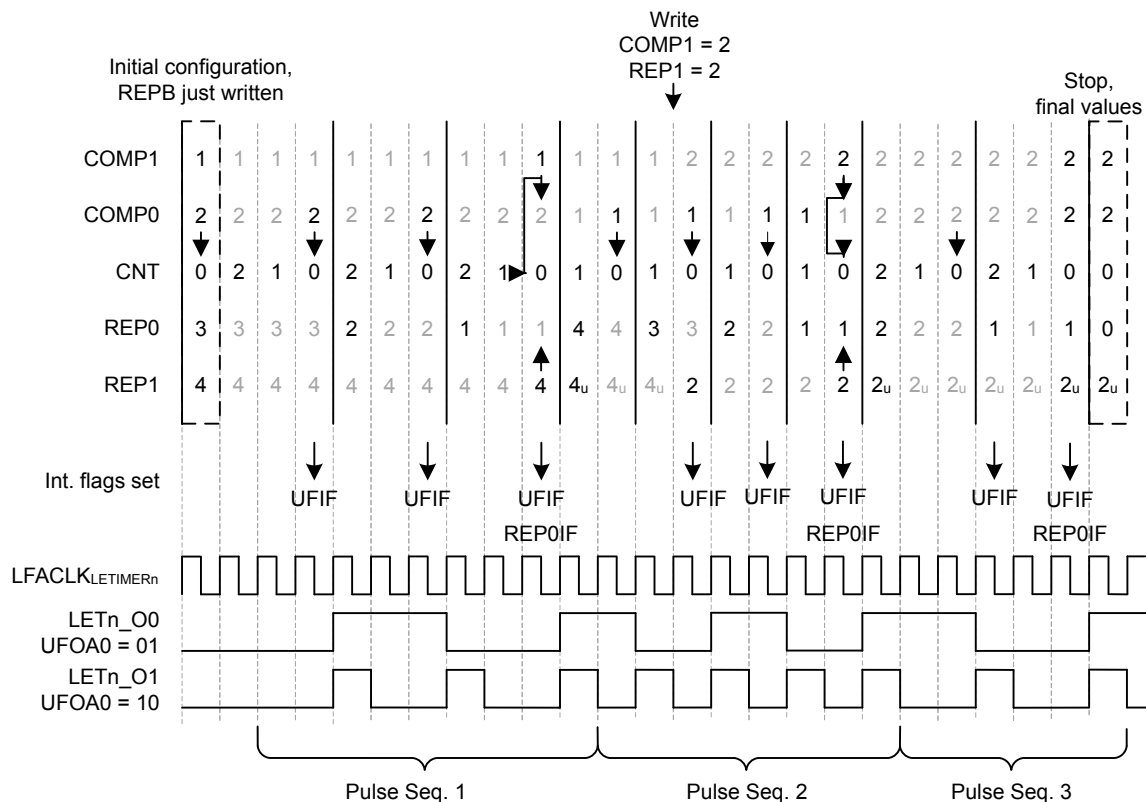 Write
COMP1 = 2
REP1 = 2
Initial configuration,
REPB just written
Stop,
final values
COMP1 1 1 1 1 1 1 1 1 1 1 1 1 1 2 2 2 2 2 2 2 2 2 2 2 2
COMP0 2 2 2 2 2 2 2 2 2 2 1 1 1 1 1 1 1 1 2 2 2 2 2 2 2
CNT 0 2 1 0 2 1 0 2 1 0 1 0 1 0 1 0 1 0 2 1 0 2 1 0 0
REP0 3 3 3 3 2 2 2 1 1 1 4 4 3 3 2 2 1 1 2 2 2 1 1 1 0
REP1 4 4 4 4 4 4 4 4 4 4 4u 4u 4u 2 2 2 2 2 2u 2u 2u 2u 2u 2u 2u
Int. flags set
UFIF UFIF UFIF UFIF UFIF UFIF UFIF UFIF
REP0IF REP0IF REP0IF
LFACLKLETIMERn
LETn_O0
UFOA0 = 01
LETn_O1
UFOA0 = 10
Pulse Seq. 1 Pulse Seq. 2 Pulse Seq. 3